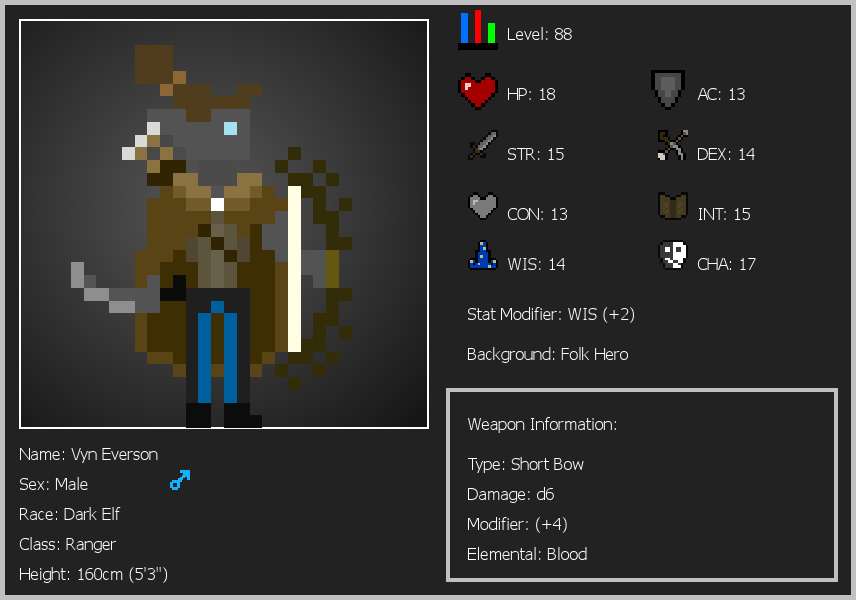 Level: 88
HP: 18
AC: 13
STR: 15
DEX: 14
CON: 13
INT: 15
WIS: 14
CHA: 17
Stat Modifier: WIS (+2)
Background: Folk Hero
Weapon Information:
Type: Short Bow
Damage: d6
Modifier: (+4)
Elemental: Blood
Name: Vyn Everson
Sex: Male
Race: Dark Elf
Class: Ranger
Height: 160cm (5'3")